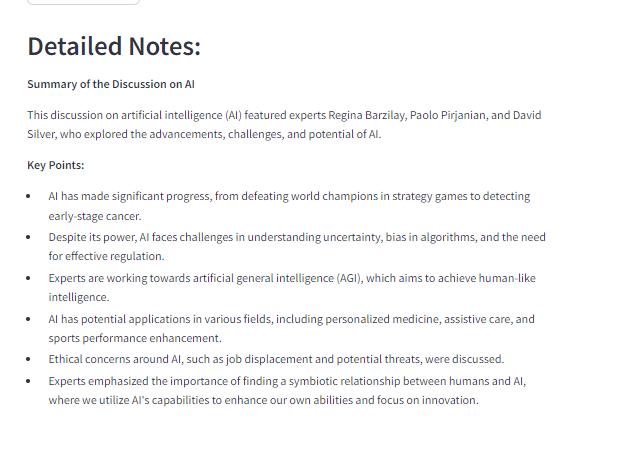 Detailed Notes:
Summary of the Discussion on AI
This discussion on artificial intelligence (AI) featured experts Regina Barzilay, Paolo Pirjanian, and David
Silver, who explored the advancements, challenges, and potential of AI.
Key Points:
• AI has made significant progress, from defeating world champions in strategy games to detecting
early-stage cancer.
• Despite its power, AI faces challenges in understanding uncertainty, bias in algorithms, and the need
for effective regulation.
• Experts are working towards artificial general intelligence (AGI), which aims to achieve human-like
intelligence.
• AI has potential applications in various fields, including personalized medicine, assistive care, and
sports performance enhancement.
• Ethical concerns around AI, such as job displacement and potential threats, were discussed.
• Experts emphasized the importance of finding a symbiotic relationship between humans and AI,
where we utilize AI's capabilities to enhance our own abilities and focus on innovation.